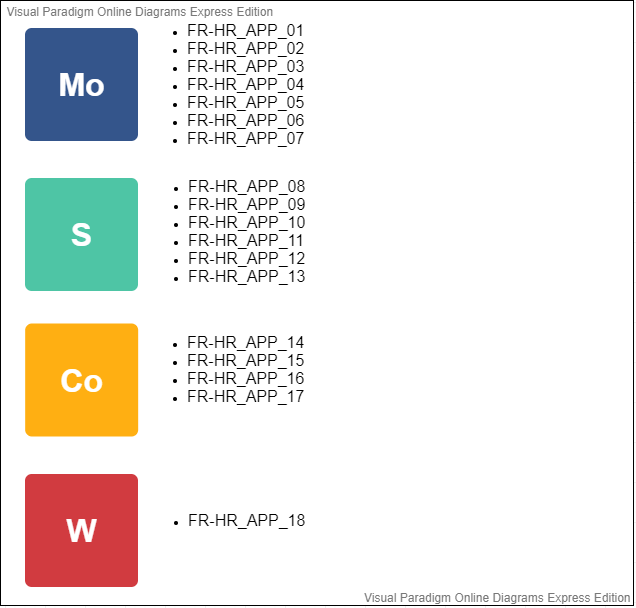 Visual Paradigm Online Diagrams Express Edition
Mo
FR-HR_APP_01
FR-HR_APP_02
FR-HR_APP_03
FR-HR_APP_04
FR-HR_APP_05
FR-HR_APP_06
FR-HR_APP_07
S
FR-HR_APP_08
FR-HR_APP_09
FR-HR_APP_10
FR-HR_APP_11
FR-HR_APP_12
FR-HR_APP_13
Co
FR-HR_APP_14
FR-HR_APP_15
FR-HR_APP_16
FR-HR_APP_17
W
FR-HR_APP_18
Visual Paradigm Online Diagrams Express Edition